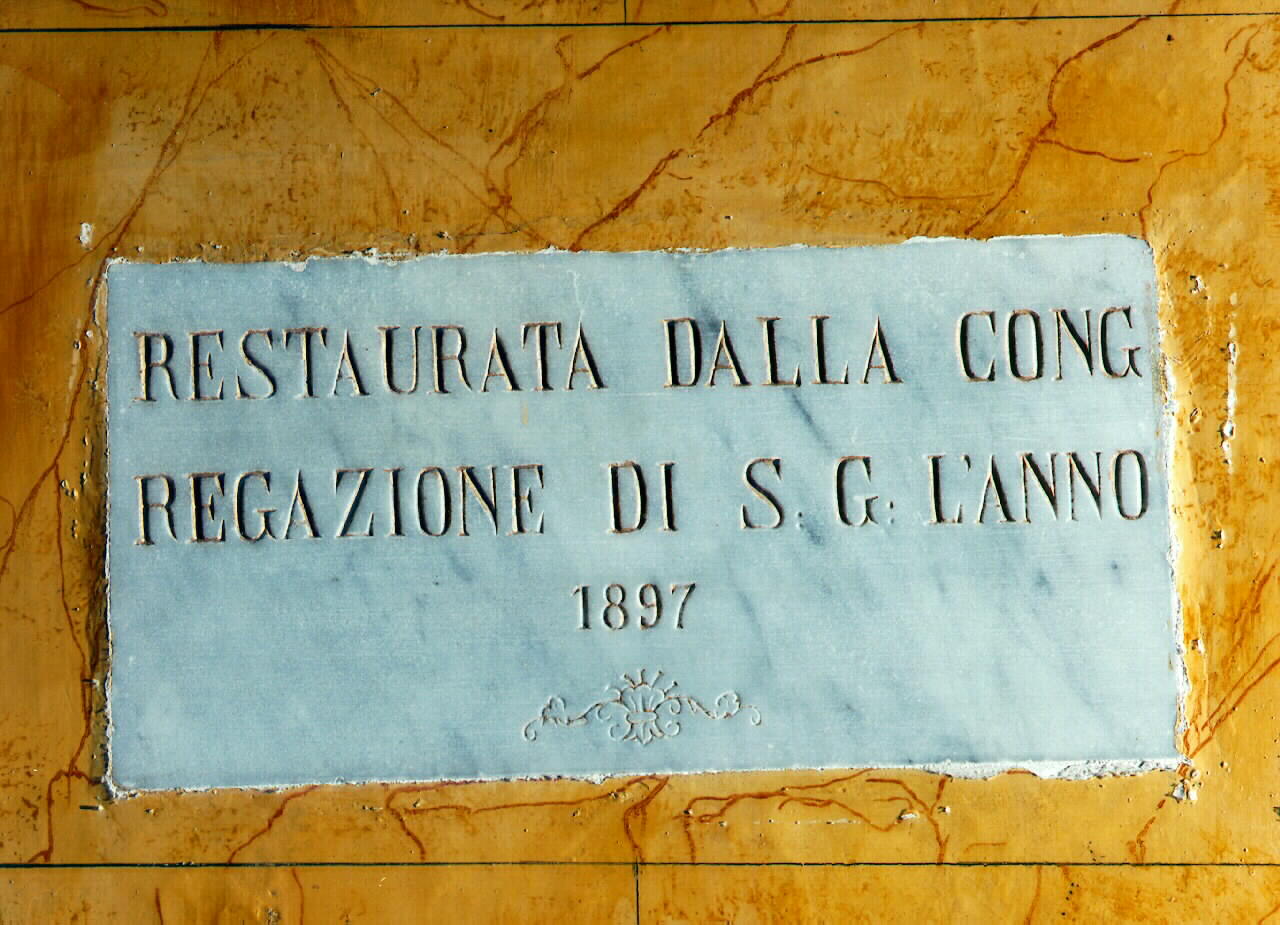 RESTAURATA DALLA CONG
REGAZIONE DI S: G: L'ANNO
1897